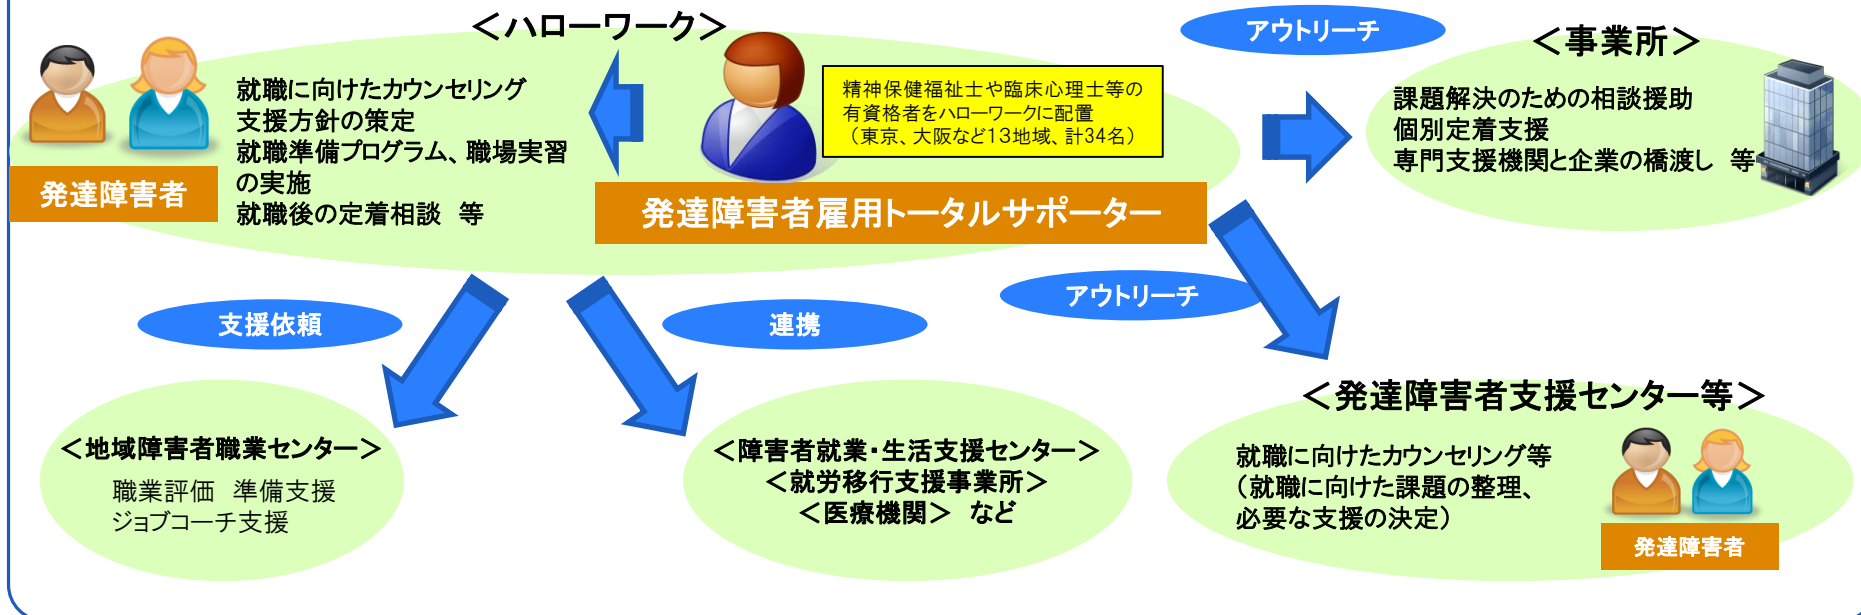 ＜ハローワーク＞
就職に向けたカウンセリング
支援方針の策定
就職準備プログラム、職場実習
の実施
就職後の定着相談　等
発達障害者
精神保健福祉士や臨床心理士等の
有資格者をハローワークに配置
（東京、大阪など１３地域、計34名）
発達障害者雇用トータルサポーター
アウトリーチ
＜事業所＞
課題解決のための相談援助
個別定着支援
専門支援機関と企業の橋渡し　等
支援依頼
連携
アウトリーチ
＜地域障害者職業センター＞
職業評価　準備支援
ジョブコーチ支援
＜障害者就業・生活支援センター＞
＜就労移行支援事業所＞
＜医療機関＞　など
＜発達障害者支援センター等＞
就職に向けたカウンセリング等
（就職に向けた課題の整理、
必要な支援の決定）
発達障害者